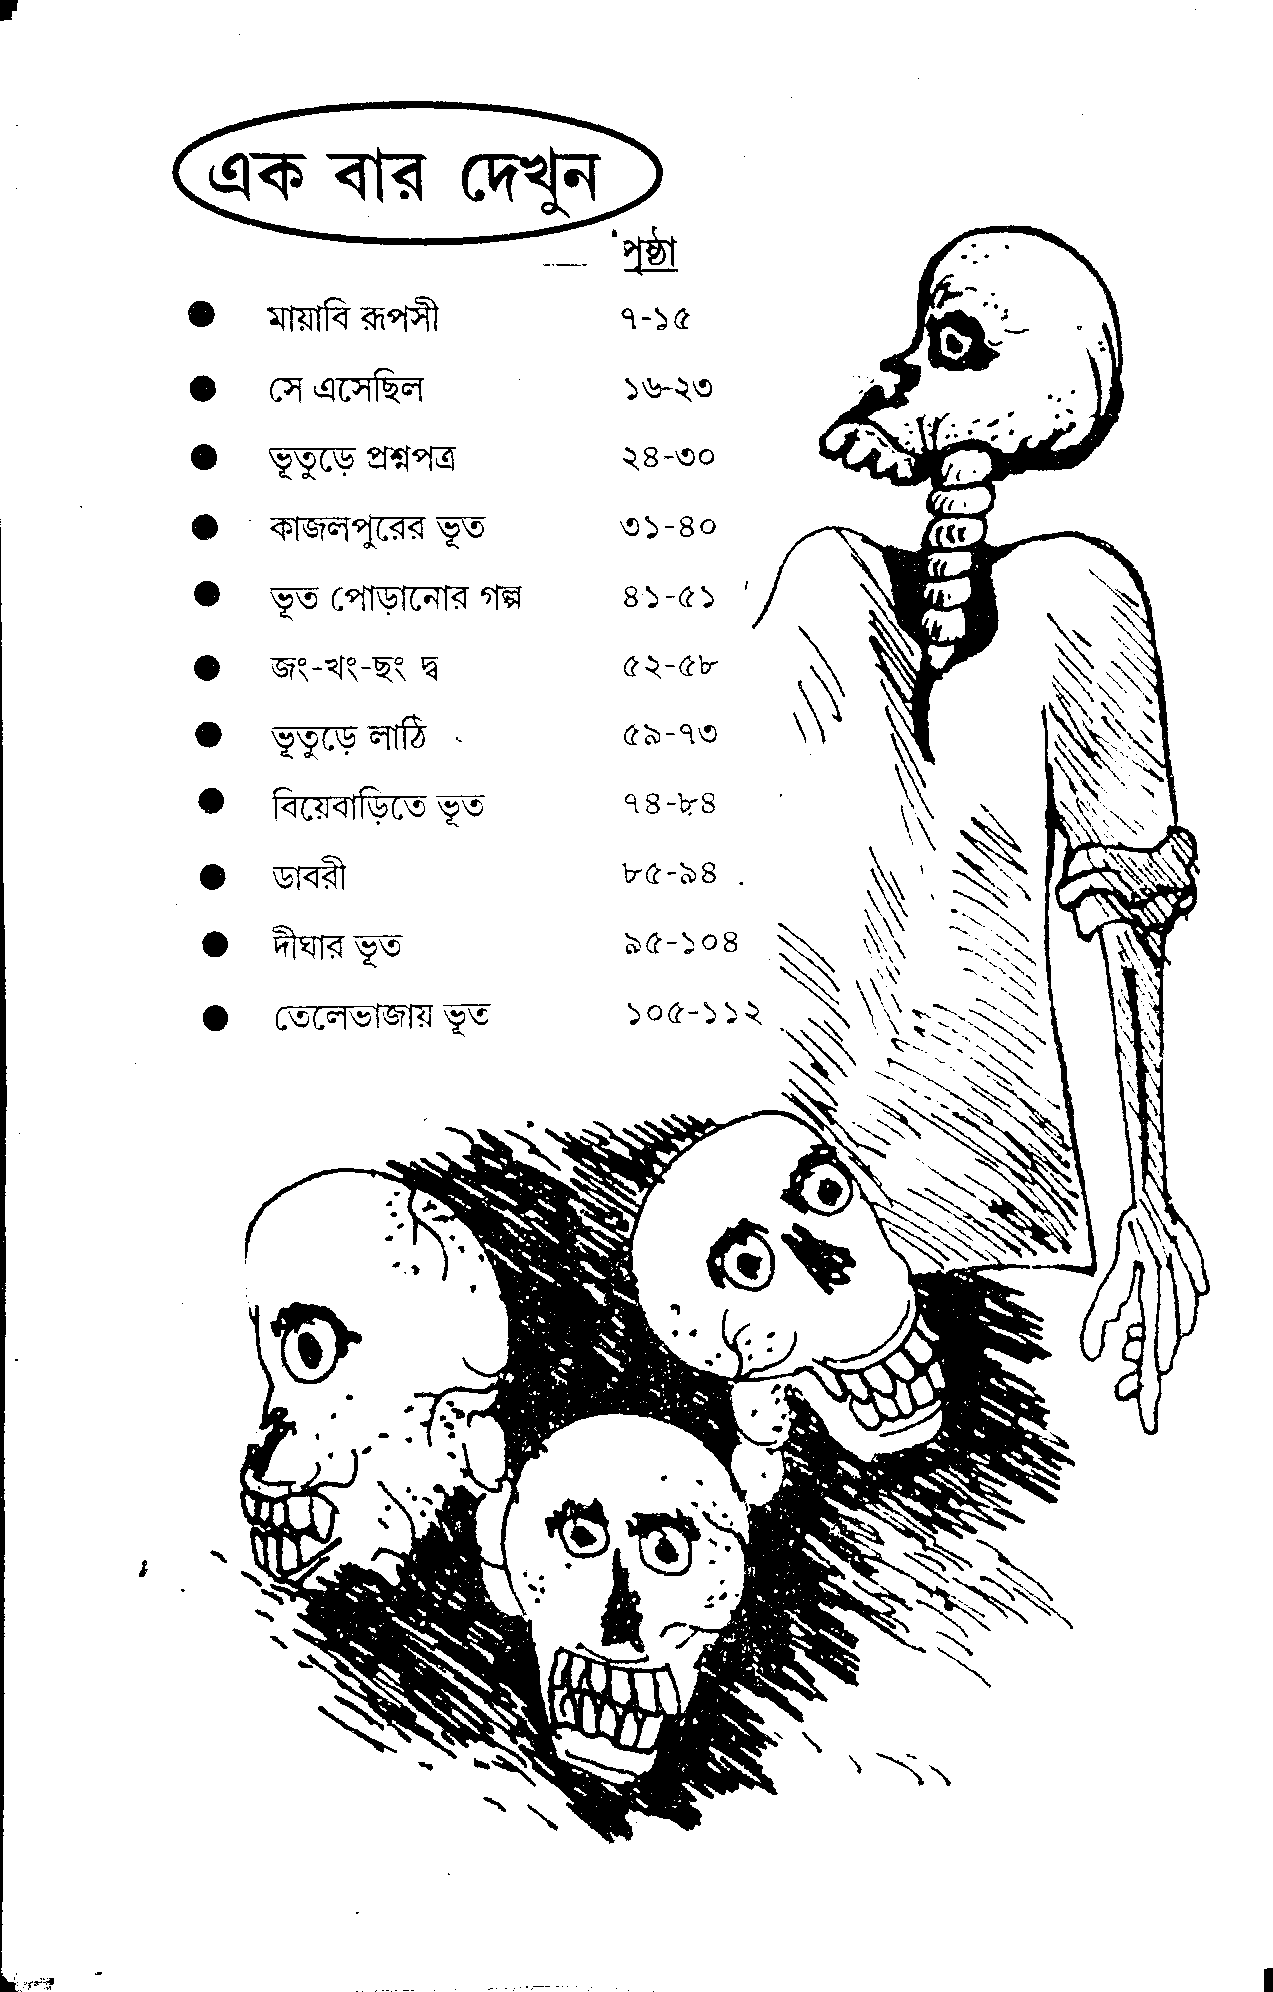 এক বার দেখুন
পৃষ্ঠা
● মায়াবি রূপসী ৭-১৫
● সে এসেছিল ১৬-২৩
● ভূতুড়ে প্রশ্নপত্র ২৪-৩০
● কাজলপুরের ভূত ৩১-৪০
● ভূত পোড়ানোর গল্প ৪১-৫১
● জং-খং-ছং দ্ব ৫২-৫৮
● ভূতুড়ে লাঠি ৫৯-৭৩
● বিয়েবাড়িতে ভূত ৭৪-৮৪
● ডাবরী ৮৫-৯৪
● দীঘার ভূত ৯৫-১০৪
● তেলেভাজায় ভূত ১০৫-১১২